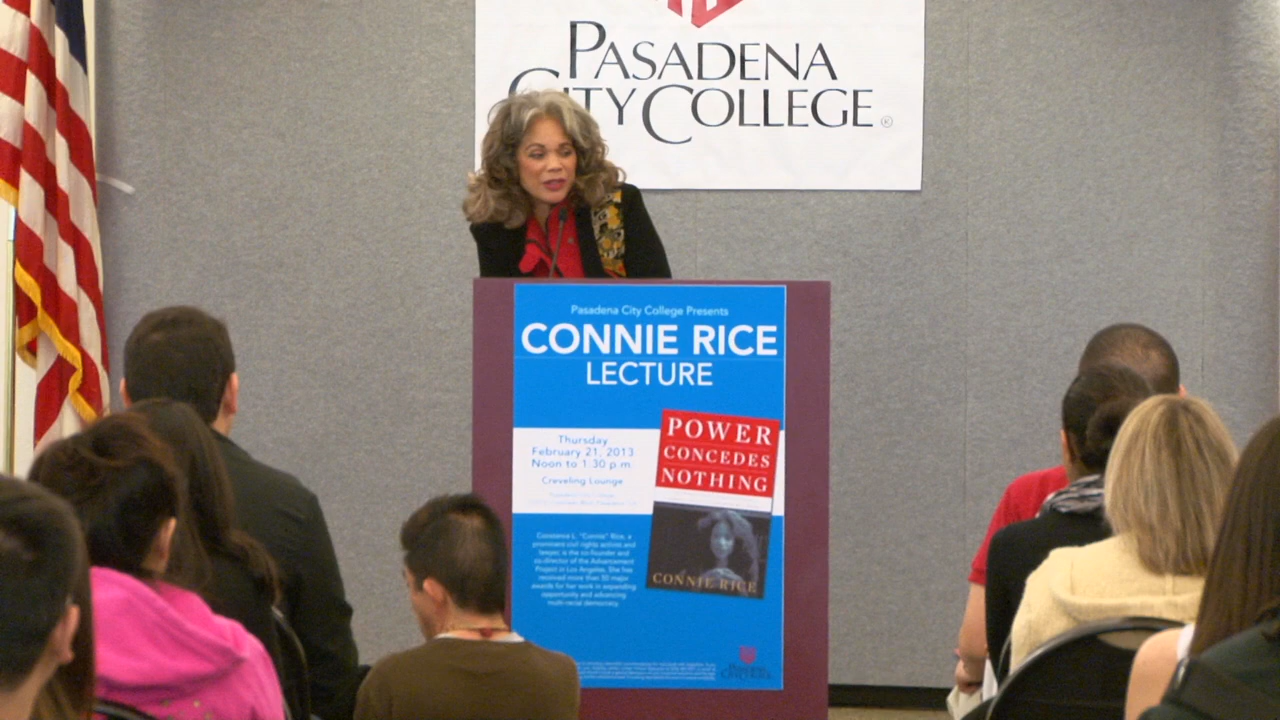 PASADENA
CITY COLLEGE ®
Pasadena City College Presents
CONNIE RICE
LECTURE
Thursday
February 21, 2013
Noon to 1:30 p.m.
Creveling Lounge
POWER
CONCEDES
NOTHING
CONNIE RICE
Constance L. "Connie" Rice, a
prominent civil rights activist and
lawyer, is the co-founder and
co-director of the Advancement
Project in Los Angeles. She has
received more than 50 major
awards for her work in expanding
opportunity and advancing
multi-racial democracy.
PASADENA
CITY COLLEGE